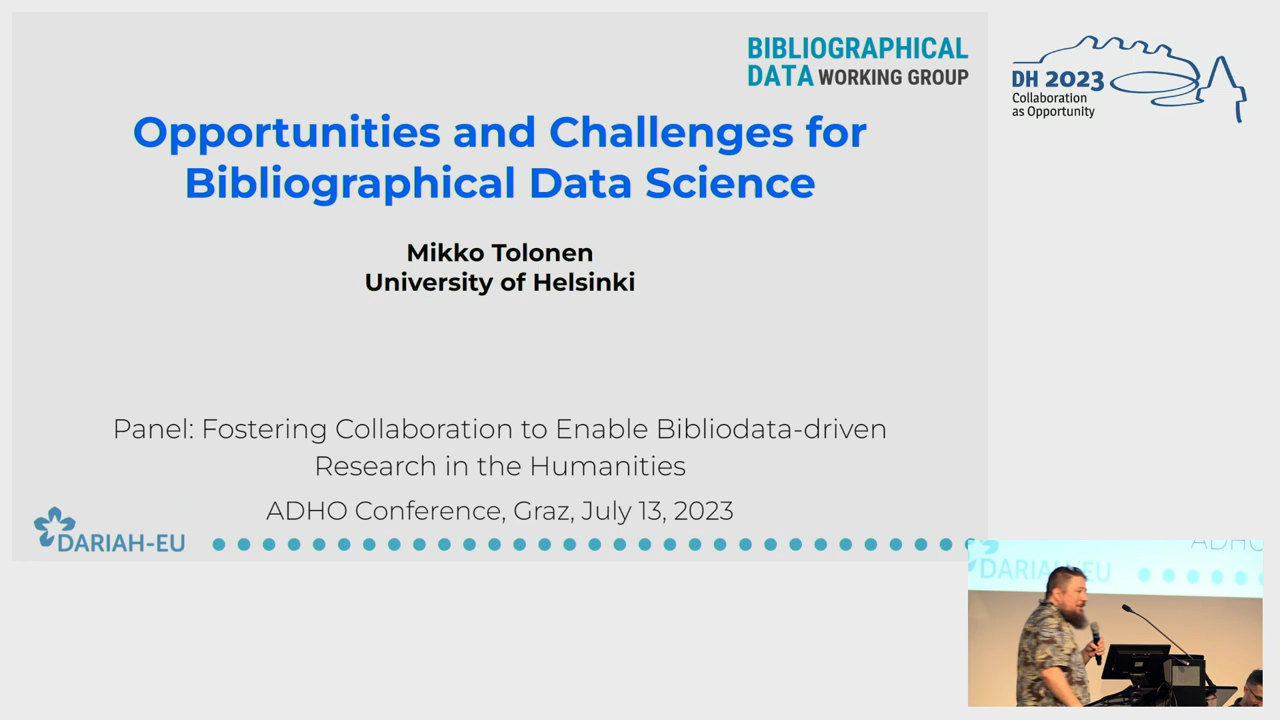 BIBLIOGRAPHICAL
DATA WORKING GROUP
DH 2023
Collaboration
as Opportunity
Opportunities and Challenges for
Bibliographical Data Science
Mikko Tolonen
University of Helsinki
Panel: Fostering Collaboration to Enable Bibliodata-driven
Research in the Humanities
ADHO Conference, Graz, July 13, 2023
DARIAH-EU
ADHO
DARIAH-EU